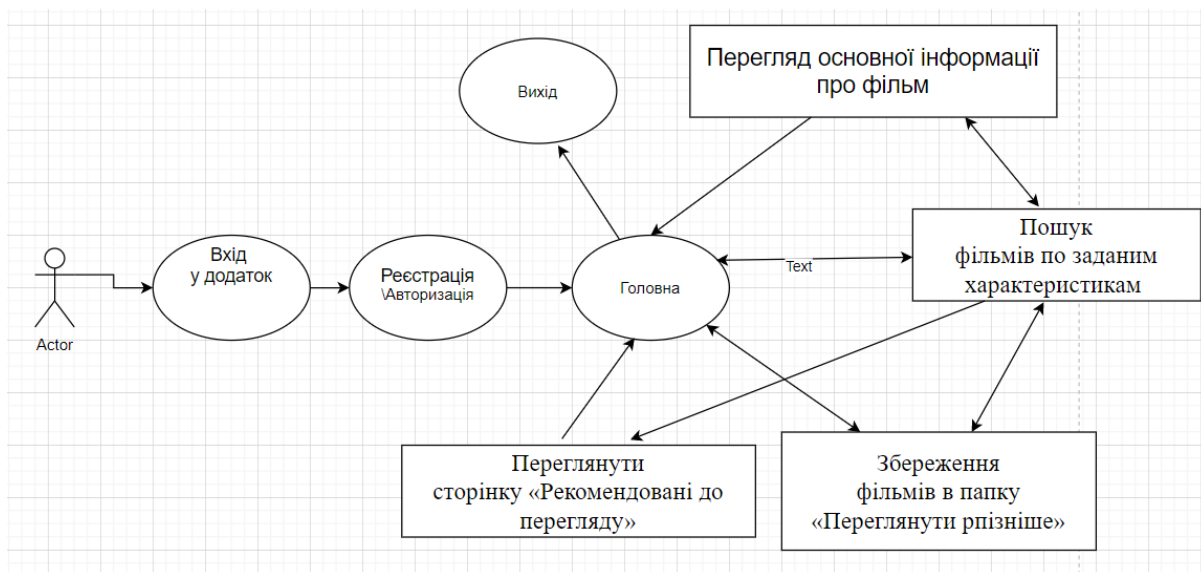 Вихід
Перегляд основної інформації
про фільм
Вхід
у додаток
Реєстрація
\Авторизація
Головна
Text
Пошук
фільмів по заданим
характеристикам
Actor
Переглянути
сторінку «Рекомендовані до
перегляду»
Збереження
фільмів в папку
«Переглянути рпізніше»